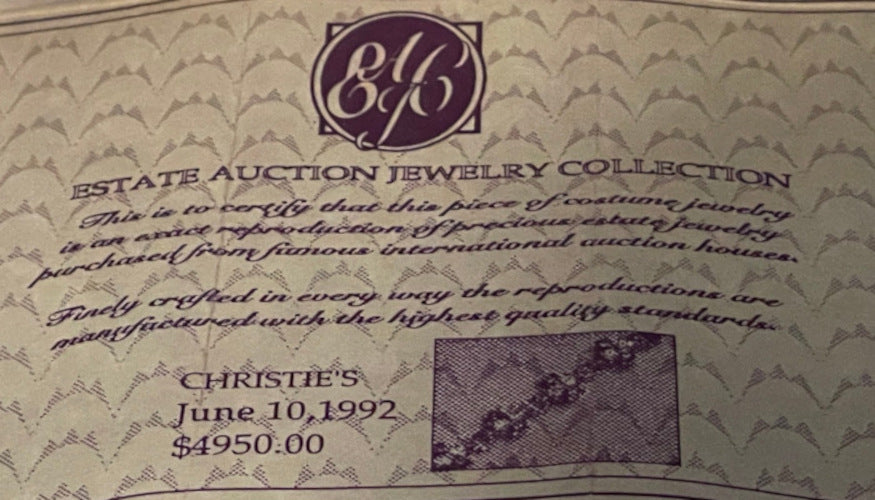 EAJC
ESTATE AUCTION JEWELRY COLLECTION
This is to certify that this piece of costume jewelry
is an exact reproduction of precious estate jewelry
purchased from famous international auction houses.
Finely crafted in every way the reproductions are
manufactured with the highest quality standards.
CHRISTIE'S
June 10,1992
$4950.00